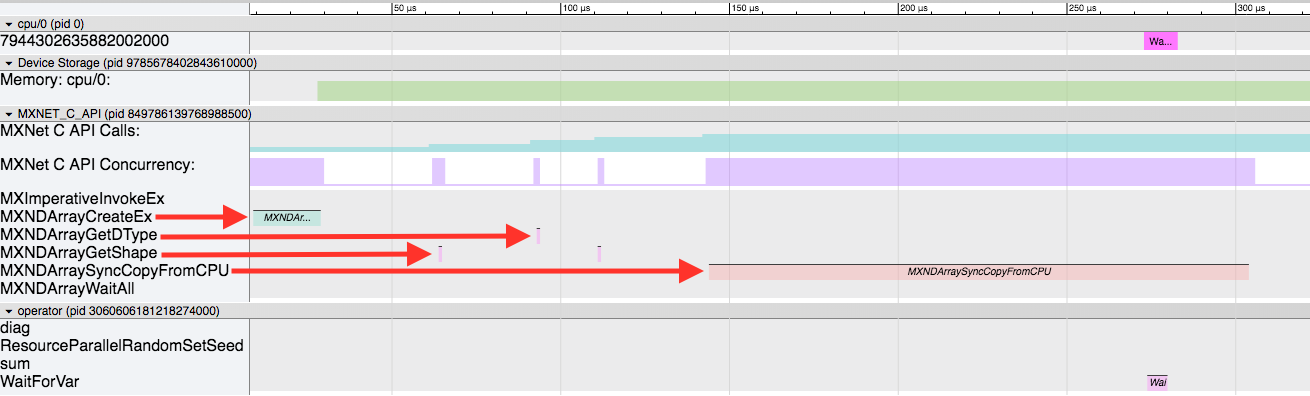 50 µs 100 µs 150 µs 200 µs 250 µs 300 µs
cpu/0 (pid 0)
7944302635882002000 Wa...
Device Storage (pid 9785678402843610000)
Memory: cpu/0:
MXNET_C_API (pid 849786139768988500)
MXNet C API Calls:
MXNet C API Concurrency:
MXImperativeInvokeEx
MXNDArrayCreateEx MXNDAr...
MXNDArrayGetDType
MXNDArrayGetShape
MXNDArraySyncCopyFromCPU MXNDArraySyncCopyFromCPU
MXNDArrayWaitAll
operator (pid 3060606181218274000)
diag
ResourceParallelRandomSetSeed
sum
WaitForVar Wai